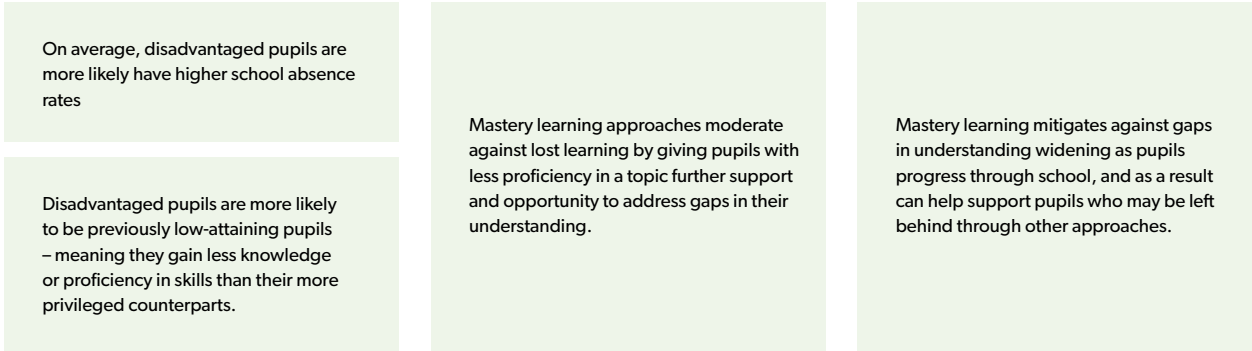 On average, disadvantaged pupils are
more likely have higher school absence
rates
Disadvantaged pupils are more likely
to be previously low-attaining pupils
– meaning they gain less knowledge
or proficiency in skills than their more
privileged counterparts.
Mastery learning approaches moderate
against lost learning by giving pupils with
less proficiency in a topic further support
and opportunity to address gaps in their
understanding.
Mastery learning mitigates against gaps
in understanding widening as pupils
progress through school, and as a result
can help support pupils who may be left
behind through other approaches.